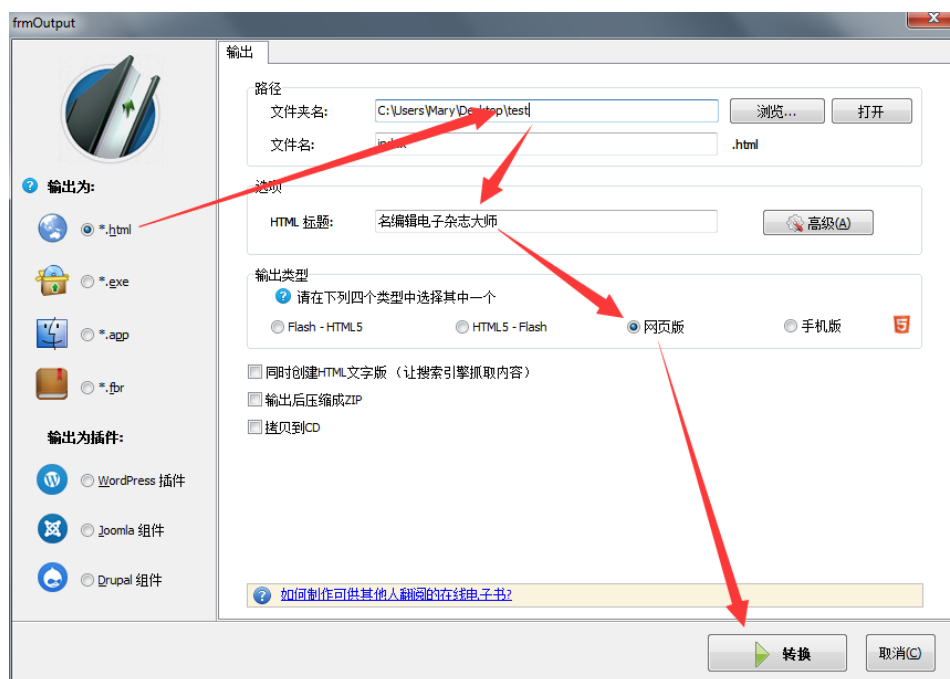 frmOutput
输出
路径
文件夹名: C:\Users\Mary\Desktop\test 浏览... 打开
文件名: index .html
输出为:
*.html
*.exe
*.app
*.fbr
输出为插件:
WordPress 插件
Joomla 组件
Drupal 组件
选项
HTML 标题: 名编辑电子杂志大师 高级(A)
输出类型
请在下列四个类型中选择其中一个
Flash - HTML5 HTML5 - Flash 网页版 手机版 5
同时创建HTML文字版 （让搜索引擎抓取内容）
输出后压缩成ZIP
拷贝到CD
如何制作可供其他人翻阅的在线电子书?
转换 取消(C)